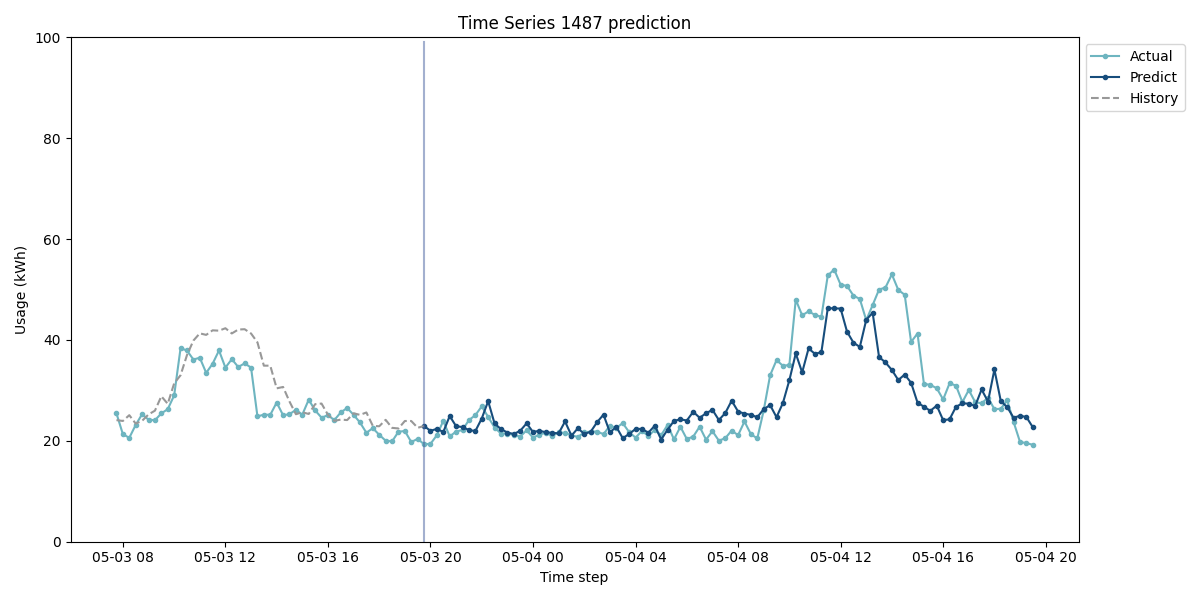 Time Series 1487 prediction
Actual
Predict
History
Usage (kWh)
100
80
60
40
20
0
05-03 08
05-03 12
05-03 16
05-03 20
05-04 00
05-04 04
05-04 08
05-04 12
05-04 16
05-04 20
Time step